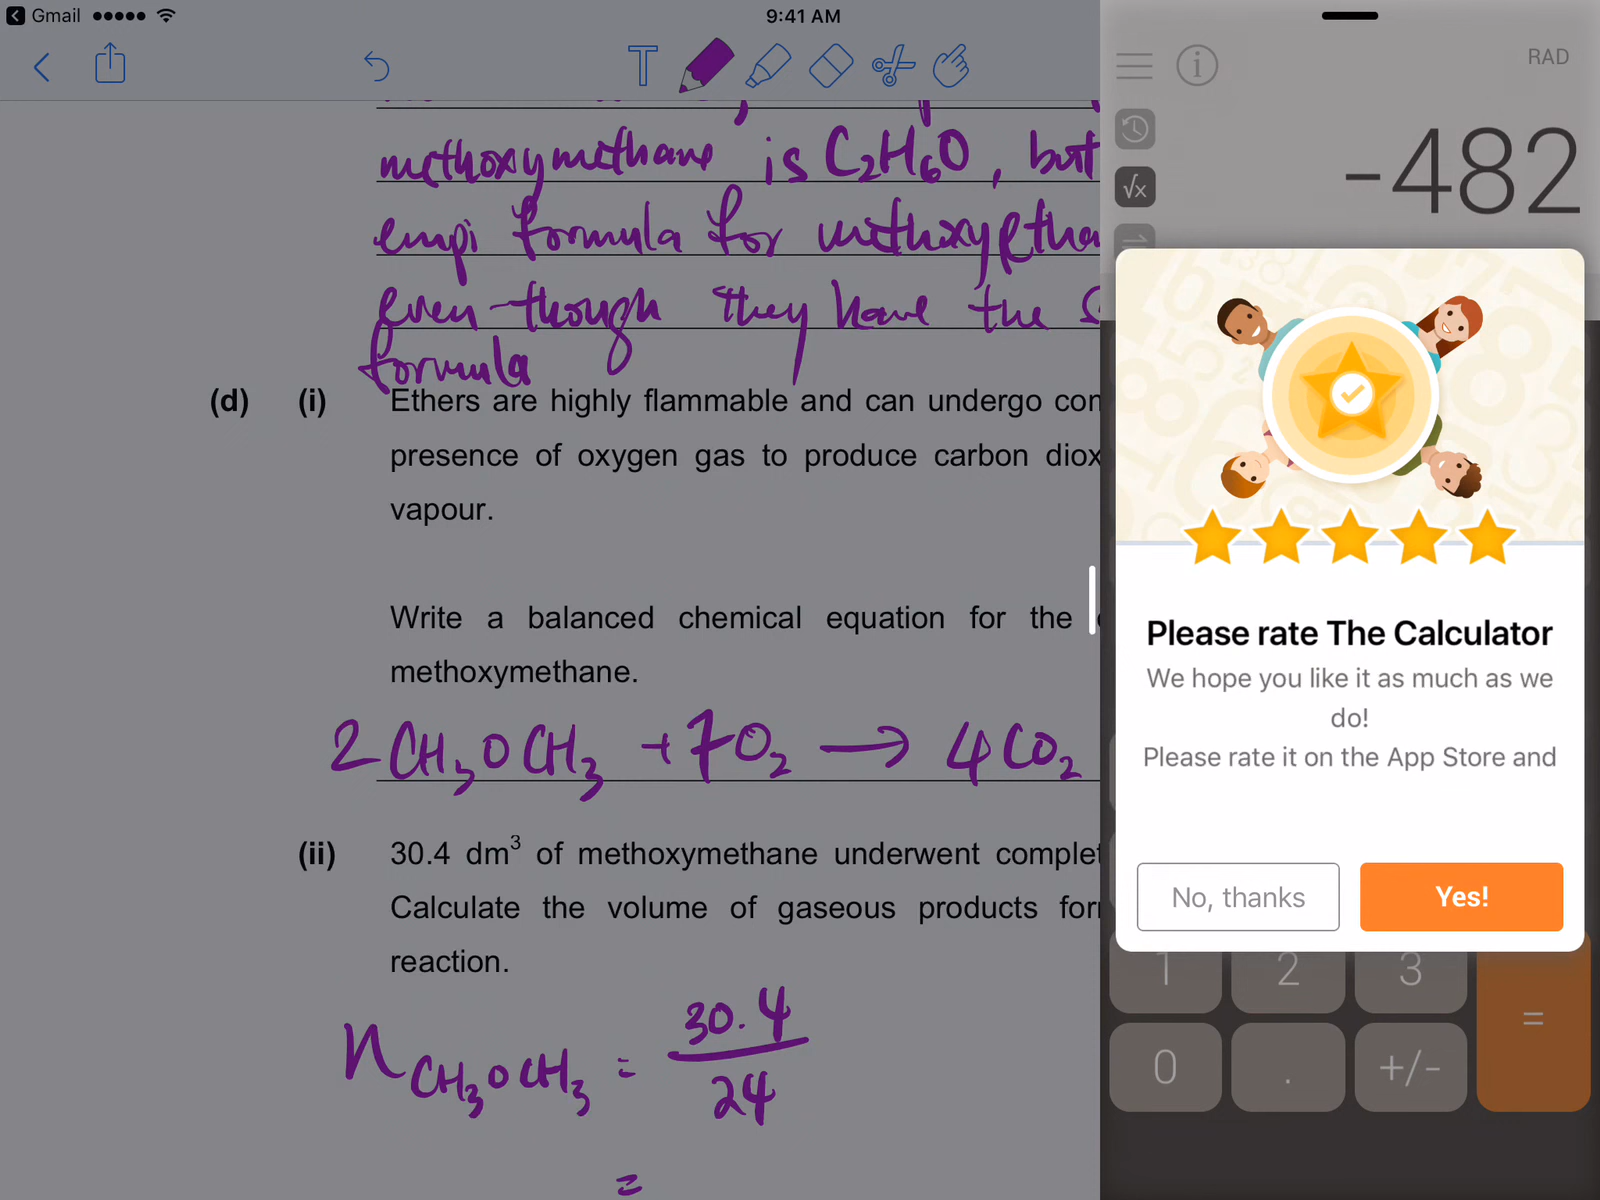 Gmail
9:41 AM
RAD
-482
methoxymethane is C₂H₆O, but
empi formula for methoxyetha
even though they have the s
formula
(d) (i) Ethers are highly flammable and can undergo com
presence of oxygen gas to produce carbon diox
vapour.
Write a balanced chemical equation for the
methoxymethane.
2CH₃OCH₃ + 7O₂ → 4CO₂
(ii) 30.4 dm³ of methoxymethane underwent complet
Calculate the volume of gaseous products for
reaction.
n CH₃OCH₃ = 30.4
24
=
Please rate The Calculator
We hope you like it as much as we
do!
Please rate it on the App Store and
No, thanks
Yes!
1 2 3
=
0 . +/-